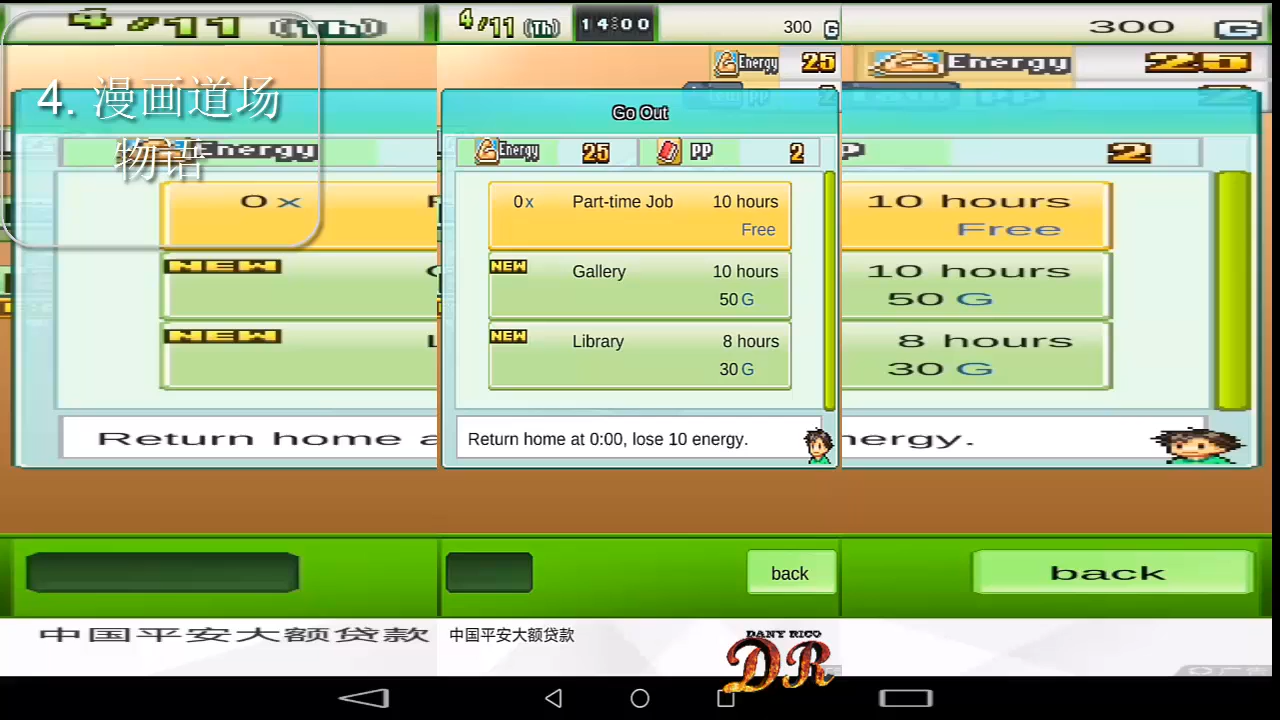 4/11 (Th)
4/11 (Th) 14:00 300 G
300 G
4. 漫画道场
物语
Energy 25
Energy 25
Go Out
Energy
Energy 25 PP 2
P 2
0x
0x Part-time Job 10 hours
Free
10 hours
Free
NEW
NEW Gallery 10 hours
50 G
10 hours
50 G
NEW
NEW Library 8 hours
30 G
8 hours
30 G
Return home a
Return home at 0:00, lose 10 energy.
nergy.
back
back
中国平安大额贷款
中国平安大额贷款
DANY RICO
DR